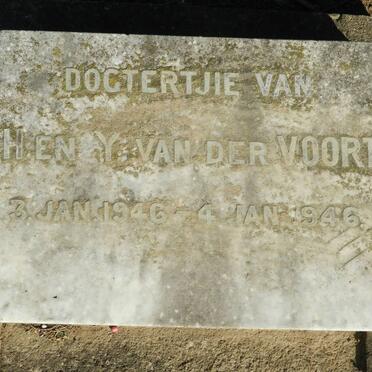 DOGTERTJIE VAN
H. EN Y. VAN DER VOORT
3. JAN. 1946 - 4. JAN. 1946.